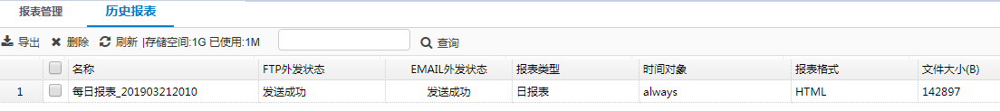 报表管理 历史报表
导出 删除 刷新 |存储空间:1G 已使用:1M 查询
名称 FTP外发状态 EMAIL外发状态 报表类型 时间对象 报表格式 文件大小(B)
1 每日报表_201903212010 发送成功 发送成功 日报表 always HTML 142897